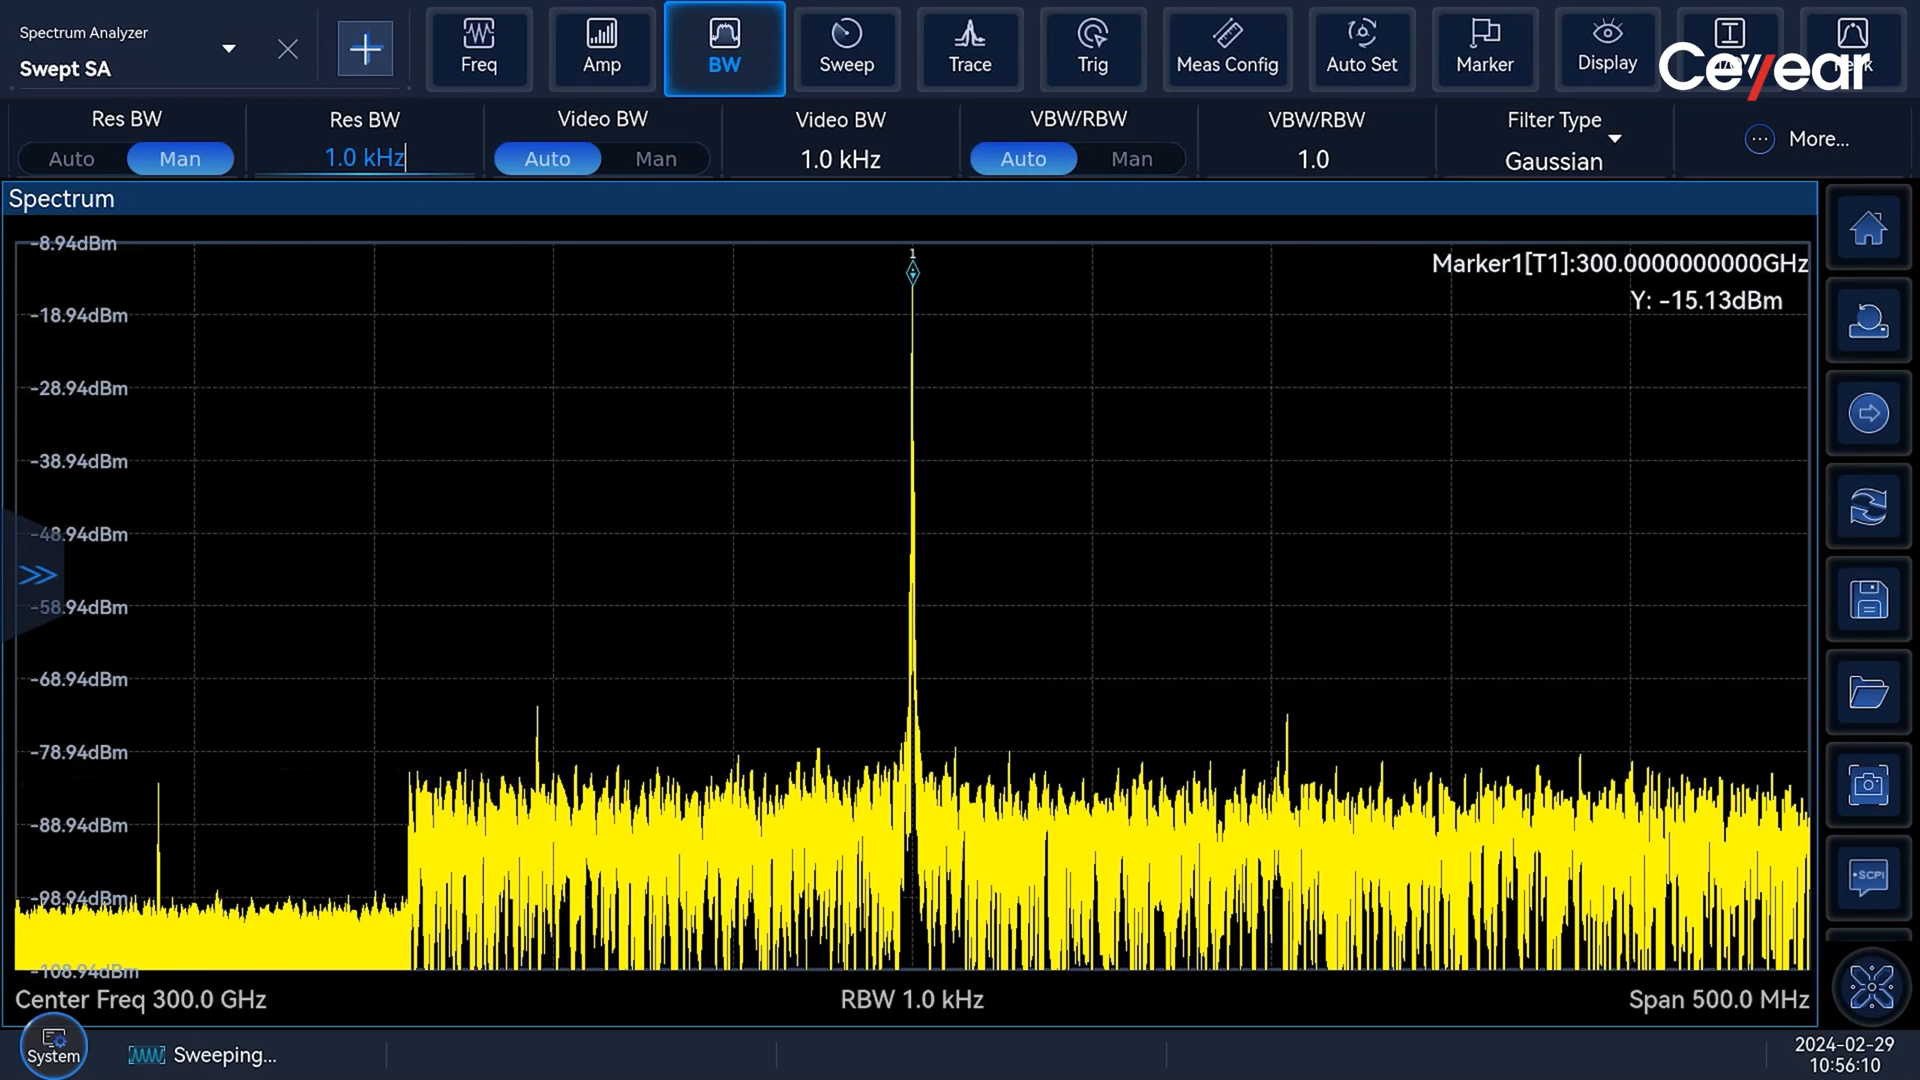 Spectrum Analyzer
Swept SA
Freq
Amp
BW
Sweep
Trace
Trig
Meas Config
Auto Set
Marker
Display
Ceyear
Res BW
Auto Man
Res BW
1.0 kHz
Video BW
Auto Man
Video BW
1.0 kHz
VBW/RBW
Auto Man
VBW/RBW
1.0
Filter Type
Gaussian
More...
Spectrum
-8.94dBm
1
Marker1[T1]:300.0000000000GHz
Y: -15.13dBm
-18.94dBm
-28.94dBm
-38.94dBm
-48.94dBm
-58.94dBm
-68.94dBm
-78.94dBm
-88.94dBm
-98.94dBm
-108.94dBm
SCPI
Center Freq 300.0 GHz
RBW 1.0 kHz
Span 500.0 MHz
System
Sweeping...
2024-02-29
10:56:10